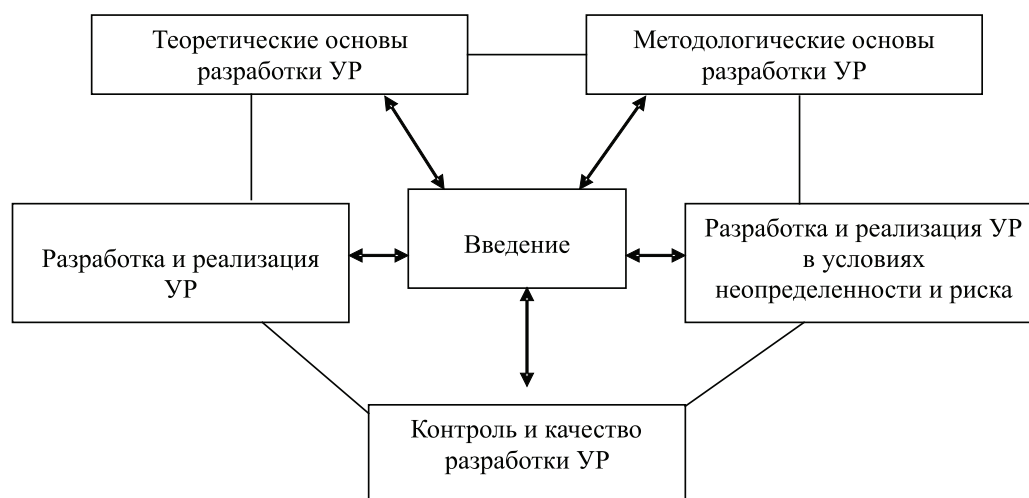 Теоретические основы
разработки УР
Методологические основы
разработки УР
Введение
Разработка и реализация
УР
Разработка и реализация УР
в условиях
неопределенности и риска
Контроль и качество
разработки УР